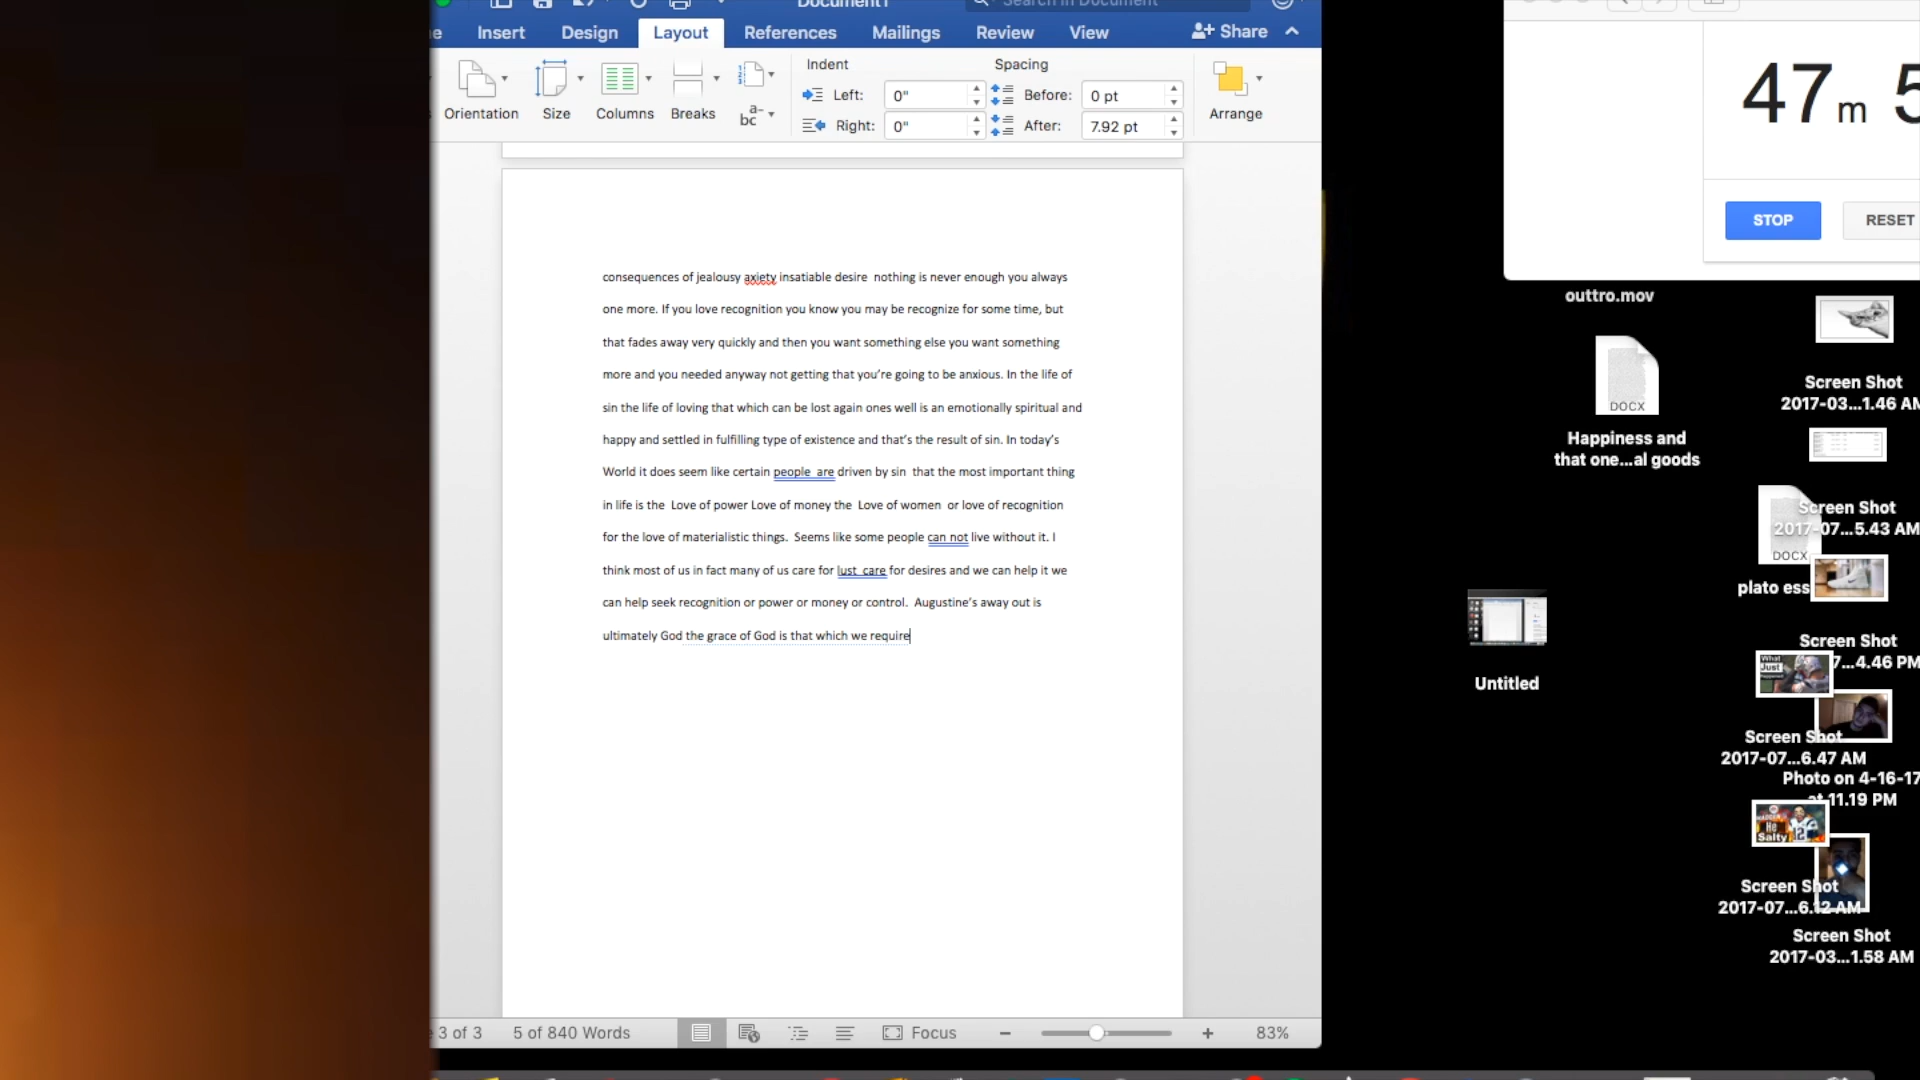 Document1
Search in Document
Insert
Design
Layout
References
Mailings
Review
View
Share
Orientation
Size
Columns
Breaks
Indent
Left:
0"
Right:
0"
Spacing
Before:
0 pt
After:
7.92 pt
Arrange
consequences of jealousy axiety insatiable desire  nothing is never enough you always
one more. If you love recognition you know you may be recognize for some time, but
that fades away very quickly and then you want something else you want something
more and you needed anyway not getting that you're going to be anxious. In the life of
sin the life of loving that which can be lost again ones well is an emotionally spiritual and
happy and settled in fulfilling type of existence and that's the result of sin. In today's
World it does seem like certain people  are driven by sin  that the most important thing
in life is the  Love of power Love of money the  Love of women  or love of recognition
for the love of materialistic things.  Seems like some people can not live without it. I
think most of us in fact many of us care for lust  care for desires and we can help it we
can help seek recognition or power or money or control.  Augustine's away out is
ultimately God the grace of God is that which we require
3 of 3
5 of 840 Words
Focus
83%
47m 5
STOP
RESET
outtro.mov
DOCX
Happiness and
that one...al goods
Untitled
Screen Shot
2017-03...1.46 AM
Screen Shot
2017-07...5.43 AM
DOCX
plato ess
Screen Shot
7...4.46 PM
What
Just
Screen Shot
2017-07...6.47 AM
Photo on 4-16-17
at 11.19 PM
He
Salty
Screen Shot
2017-07...6.12 AM
Screen Shot
2017-03...1.58 AM